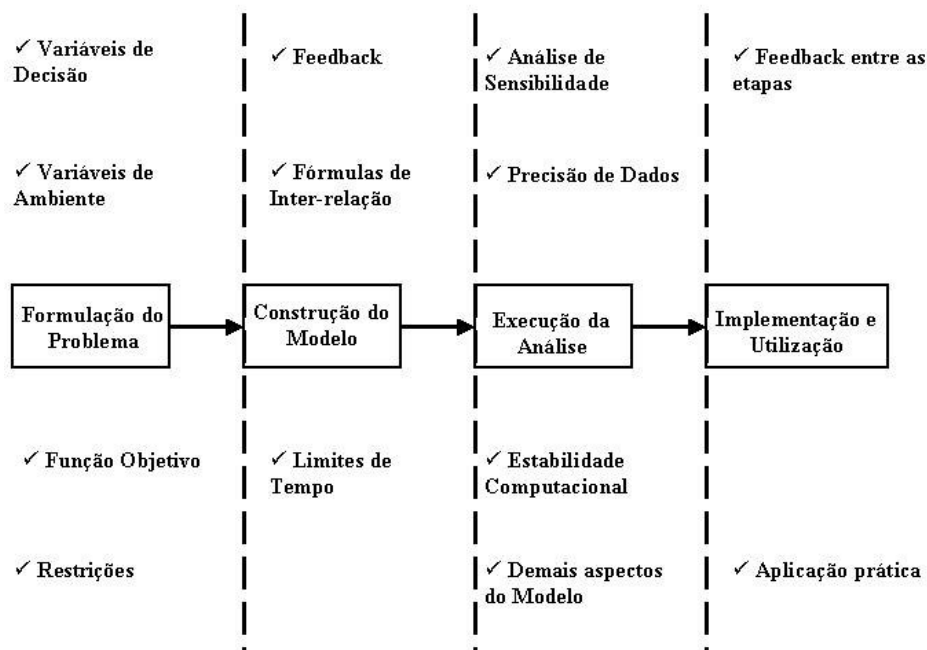 ✓ Variáveis de
Decisão
✓ Variáveis de
Ambiente
Formulação do
Problema
✓ Função Objetivo
✓ Restrições
✓ Feedback
✓ Fórmulas de
Inter-relação
Construção do
Modelo
✓ Limites de
Tempo
✓ Análise de
Sensibilidade
✓ Precisão de Dados
Execução da
Análise
✓ Estabilidade
Computacional
✓ Demais aspectos
do Modelo
✓ Feedback entre as
etapas
Implementação e
Utilização
✓ Aplicação prática